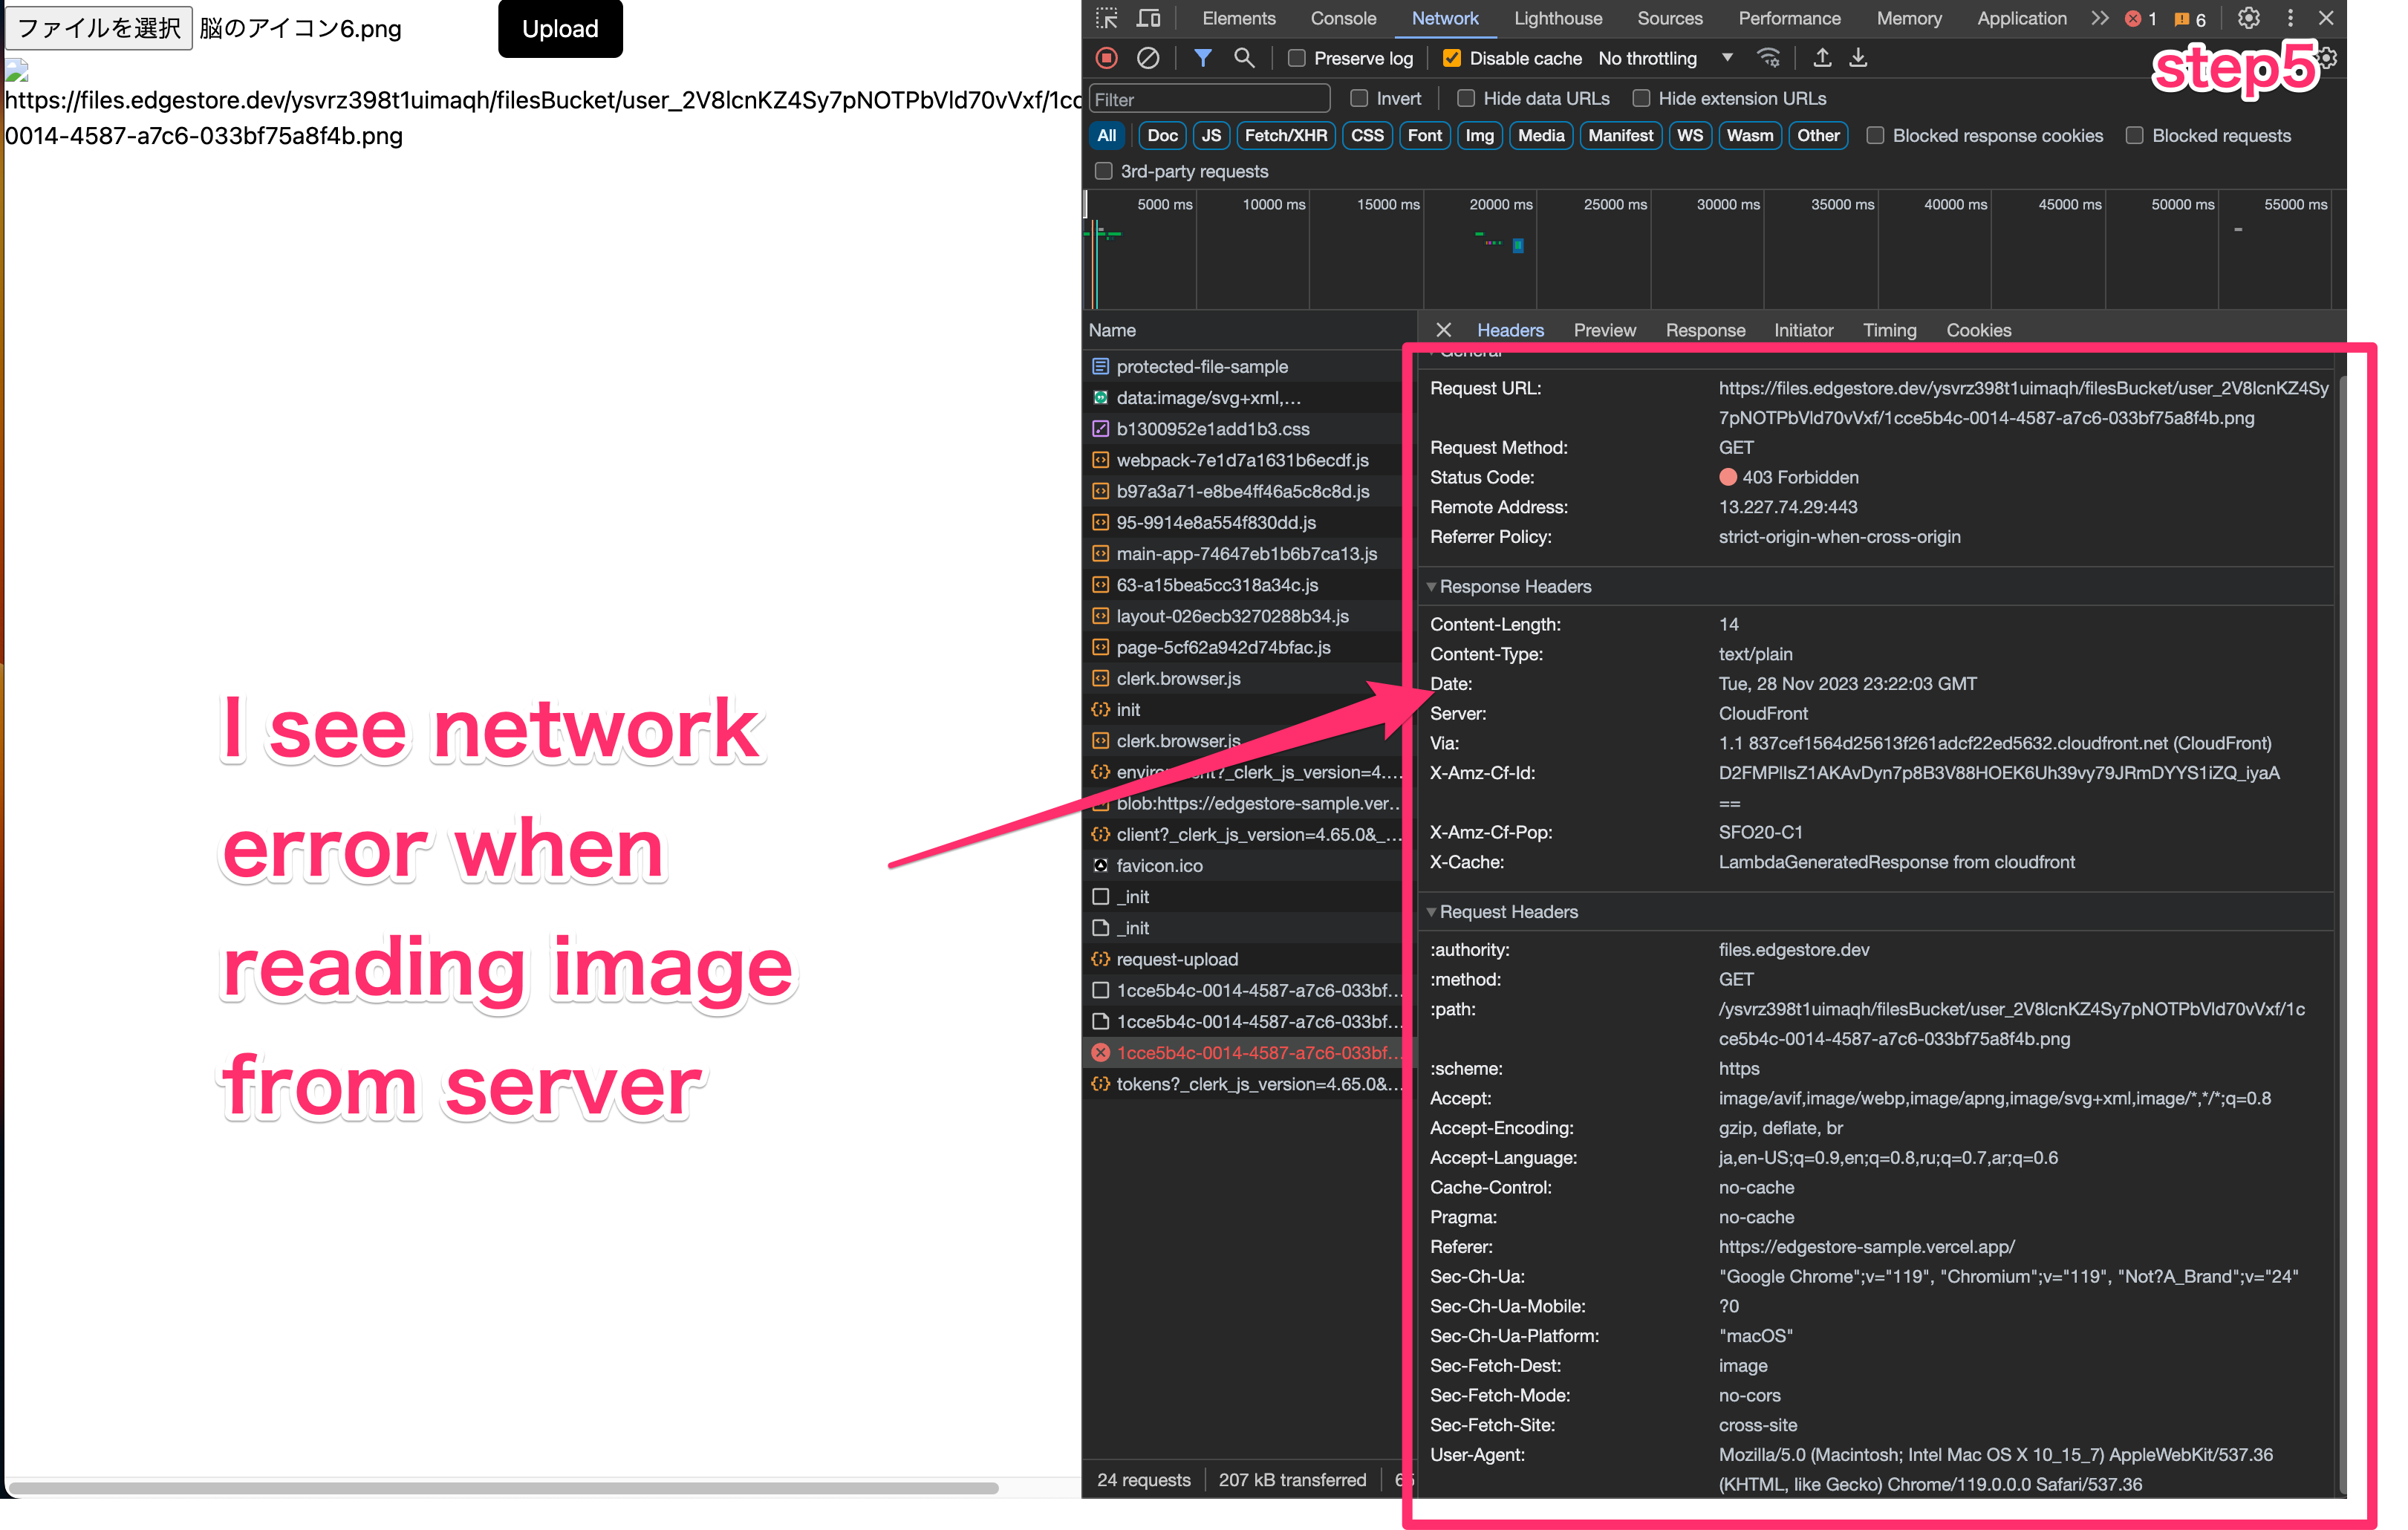 ファイルを選択 脳のアイコン6.png Upload
https://files.edgestore.dev/ysvrz398t1uimaqh/filesBucket/user_2V8lcnKZ4Sy7pNOTPbVld70vVxf/1cc
0014-4587-a7c6-033bf75a8f4b.png
I see network
error when
reading image
from server
Elements Console Network Lighthouse Sources Performance Memory Application 1 6
Preserve log Disable cache No throttling
step5
Filter Invert Hide data URLs Hide extension URLs
All Doc JS Fetch/XHR CSS Font Img Media Manifest WS Wasm Other Blocked response cookies Blocked requests
3rd-party requests
5000 ms 10000 ms 15000 ms 20000 ms 25000 ms 30000 ms 35000 ms 40000 ms 45000 ms 50000 ms 55000 ms
Name
protected-file-sample
data:image/svg+xml,…
b1300952e1add1b3.css
webpack-7e1d7a1631b6ecdf.js
b97a3a71-e8be4ff46a5c8c8d.js
95-9914e8a554f830dd.js
main-app-74647eb1b6b7ca13.js
63-a15bea5cc318a34c.js
layout-026ecb3270288b34.js
page-5cf62a942d74bfac.js
clerk.browser.js
init
clerk.browser.js
environment?_clerk_js_version=4.…
blob:https://edgestore-sample.ver…
client?_clerk_js_version=4.65.0&_…
favicon.ico
_init
_init
request-upload
1cce5b4c-0014-4587-a7c6-033bf…
1cce5b4c-0014-4587-a7c6-033bf…
1cce5b4c-0014-4587-a7c6-033bf…
tokens?_clerk_js_version=4.65.0&…
24 requests 207 kB transferred
Headers Preview Response Initiator Timing Cookies
General
Request URL: https://files.edgestore.dev/ysvrz398t1uimaqh/filesBucket/user_2V8lcnKZ4Sy
7pNOTPbVld70vVxf/1cce5b4c-0014-4587-a7c6-033bf75a8f4b.png
Request Method: GET
Status Code: 403 Forbidden
Remote Address: 13.227.74.29:443
Referrer Policy: strict-origin-when-cross-origin
Response Headers
Content-Length: 14
Content-Type: text/plain
Date: Tue, 28 Nov 2023 23:22:03 GMT
Server: CloudFront
Via: 1.1 837cef1564d25613f261adcf22ed5632.cloudfront.net (CloudFront)
X-Amz-Cf-Id: D2FMPlIsZ1AKAvDyn7p8B3V88HOEK6Uh39vy79JRmDYYS1iZQ_iyaA
==
X-Amz-Cf-Pop: SFO20-C1
X-Cache: LambdaGeneratedResponse from cloudfront
Request Headers
:authority: files.edgestore.dev
:method: GET
:path: /ysvrz398t1uimaqh/filesBucket/user_2V8lcnKZ4Sy7pNOTPbVld70vVxf/1c
ce5b4c-0014-4587-a7c6-033bf75a8f4b.png
:scheme: https
Accept: image/avif,image/webp,image/apng,image/svg+xml,image/*,*/*;q=0.8
Accept-Encoding: gzip, deflate, br
Accept-Language: ja,en-US;q=0.9,en;q=0.8,ru;q=0.7,ar;q=0.6
Cache-Control: no-cache
Pragma: no-cache
Referer: https://edgestore-sample.vercel.app/
Sec-Ch-Ua: "Google Chrome";v="119", "Chromium";v="119", "Not?A_Brand";v="24"
Sec-Ch-Ua-Mobile: ?0
Sec-Ch-Ua-Platform: "macOS"
Sec-Fetch-Dest: image
Sec-Fetch-Mode: no-cors
Sec-Fetch-Site: cross-site
User-Agent: Mozilla/5.0 (Macintosh; Intel Mac OS X 10_15_7) AppleWebKit/537.36
(KHTML, like Gecko) Chrome/119.0.0.0 Safari/537.36